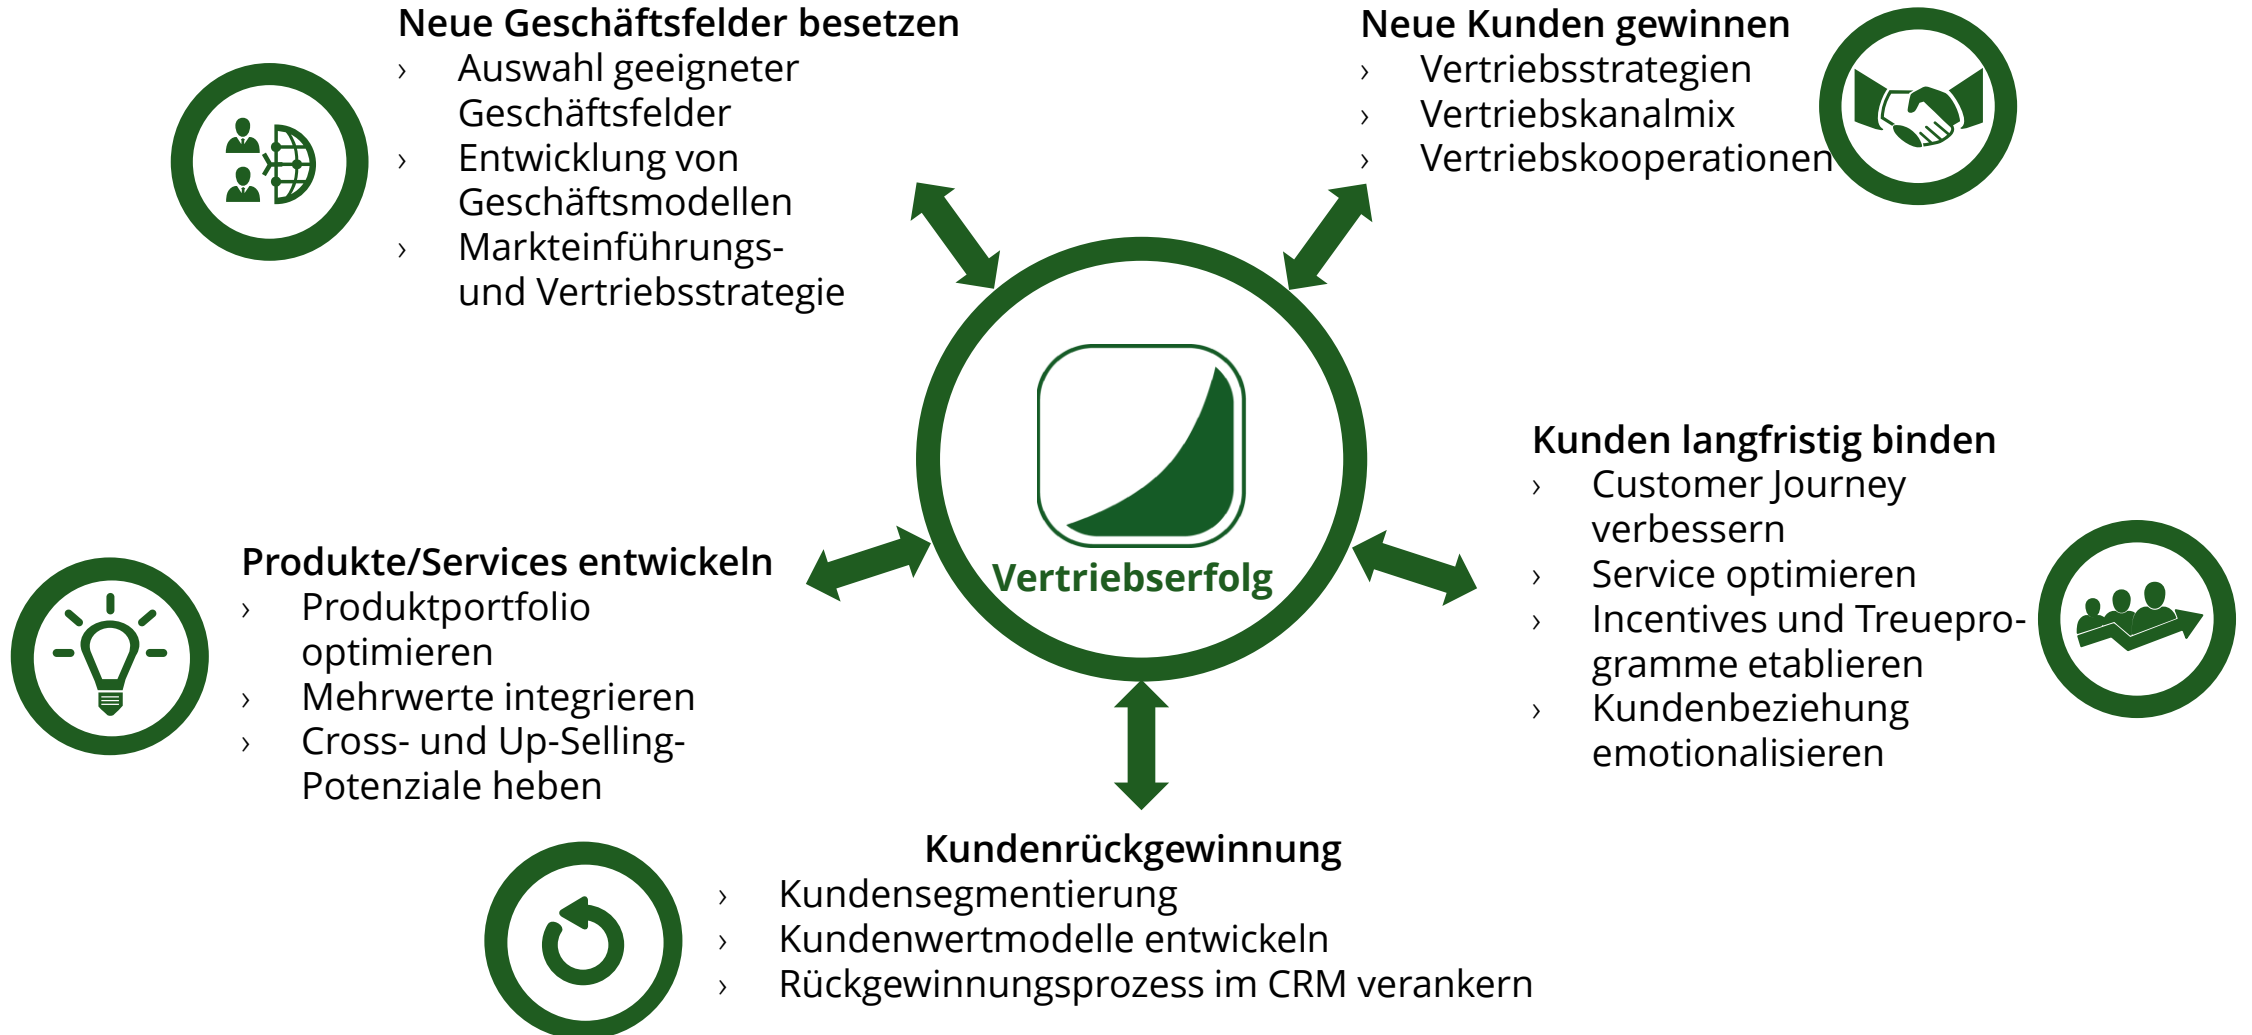 Neue Geschäftsfelder besetzen
› Auswahl geeigneter
Geschäftsfelder
› Entwicklung von
Geschäftsmodellen
› Markteinführungs-
und Vertriebsstrategie
Neue Kunden gewinnen
› Vertriebsstrategien
› Vertriebskanalmix
› Vertriebskooperationen
Vertriebserfolg
Kunden langfristig binden
› Customer Journey
verbessern
› Service optimieren
› Incentives und Treuepro-
gramme etablieren
› Kundenbeziehung
emotionalisieren
Produkte/Services entwickeln
› Produktportfolio
optimieren
› Mehrwerte integrieren
› Cross- und Up-Selling-
Potenziale heben
Kundenrückgewinnung
› Kundensegmentierung
› Kundenwertmodelle entwickeln
› Rückgewinnungsprozess im CRM verankern